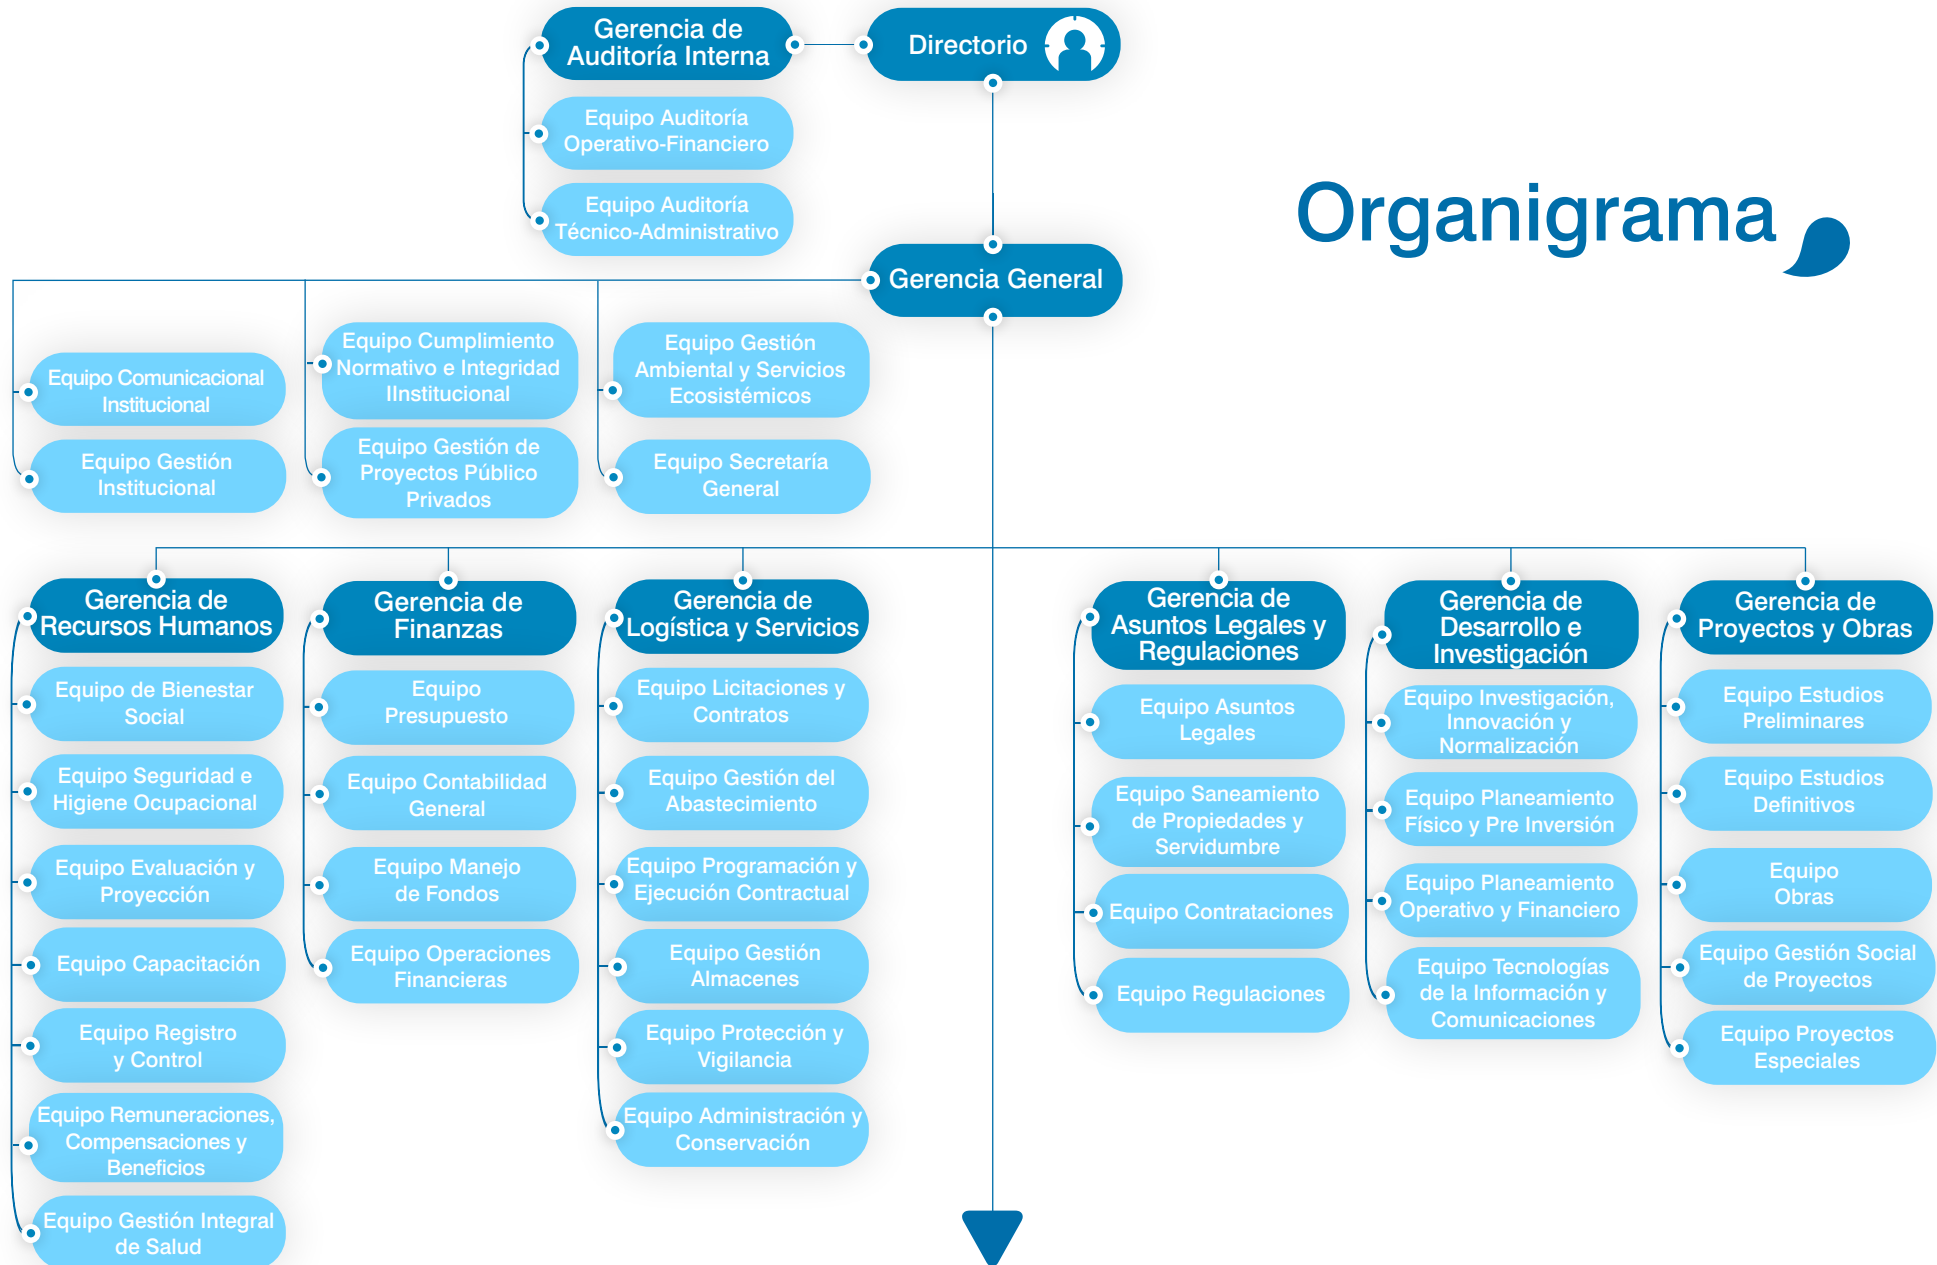 Gerencia de
Auditoría Interna
Directorio
Equipo Auditoría
Operativo-Financiero
Equipo Auditoría
Técnico-Administrativo
Organigrama
Gerencia General
Equipo Comunicacional
Institucional
Equipo Gestión
Institucional
Equipo Cumplimiento
Normativo e Integridad
IInstitucional
Equipo Gestión de
Proyectos Público
Privados
Equipo Gestión
Ambiental y Servicios
Ecosistémicos
Equipo Secretaría
General
Gerencia de
Recursos Humanos
Equipo de Bienestar
Social
Equipo Seguridad e
Higiene Ocupacional
Equipo Evaluación y
Proyección
Equipo Capacitación
Equipo Registro
y Control
Equipo Remuneraciones,
Compensaciones y
Beneficios
Equipo Gestión Integral
de Salud
Gerencia de
Finanzas
Equipo
Presupuesto
Equipo Contabilidad
General
Equipo Manejo
de Fondos
Equipo Operaciones
Financieras
Gerencia de
Logística y Servicios
Equipo Licitaciones y
Contratos
Equipo Gestión del
Abastecimiento
Equipo Programación y
Ejecución Contractual
Equipo Gestión
Almacenes
Equipo Protección y
Vigilancia
Equipo Administración y
Conservación
Gerencia de
Asuntos Legales y
Regulaciones
Equipo Asuntos
Legales
Equipo Saneamiento
de Propiedades y
Servidumbre
Equipo Contrataciones
Equipo Regulaciones
Gerencia de
Desarrollo e
Investigación
Equipo Investigación,
Innovación y
Normalización
Equipo Planeamiento
Físico y Pre Inversión
Equipo Planeamiento
Operativo y Financiero
Equipo Tecnologías
de la Información y
Comunicaciones
Gerencia de
Proyectos y Obras
Equipo Estudios
Preliminares
Equipo Estudios
Definitivos
Equipo
Obras
Equipo Gestión Social
de Proyectos
Equipo Proyectos
Especiales